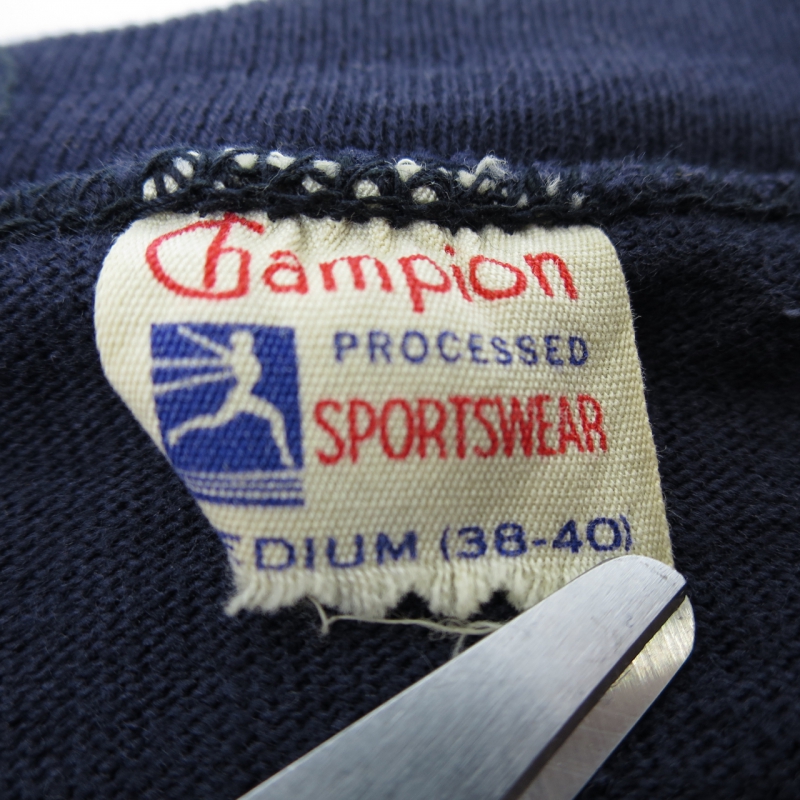 Champion
PROCESSED
SPORTSWEAR
EDIUM (38-40)